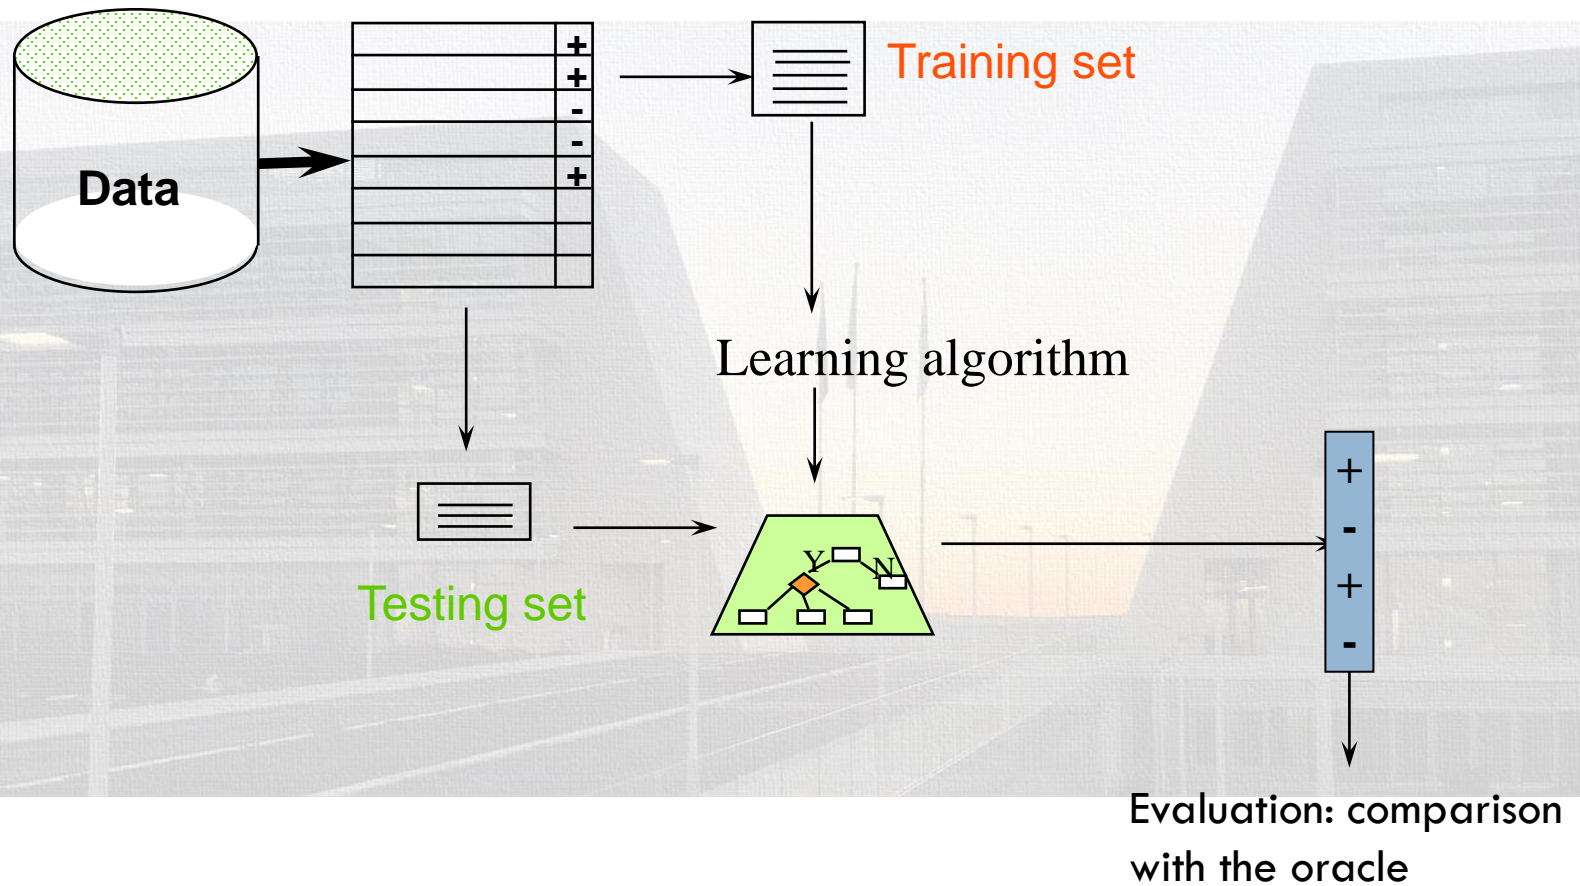 +
+
-
-
+
Training set
Data
Learning algorithm
+
-
+
-
Y
N
Testing set
Evaluation: comparison
with the oracle